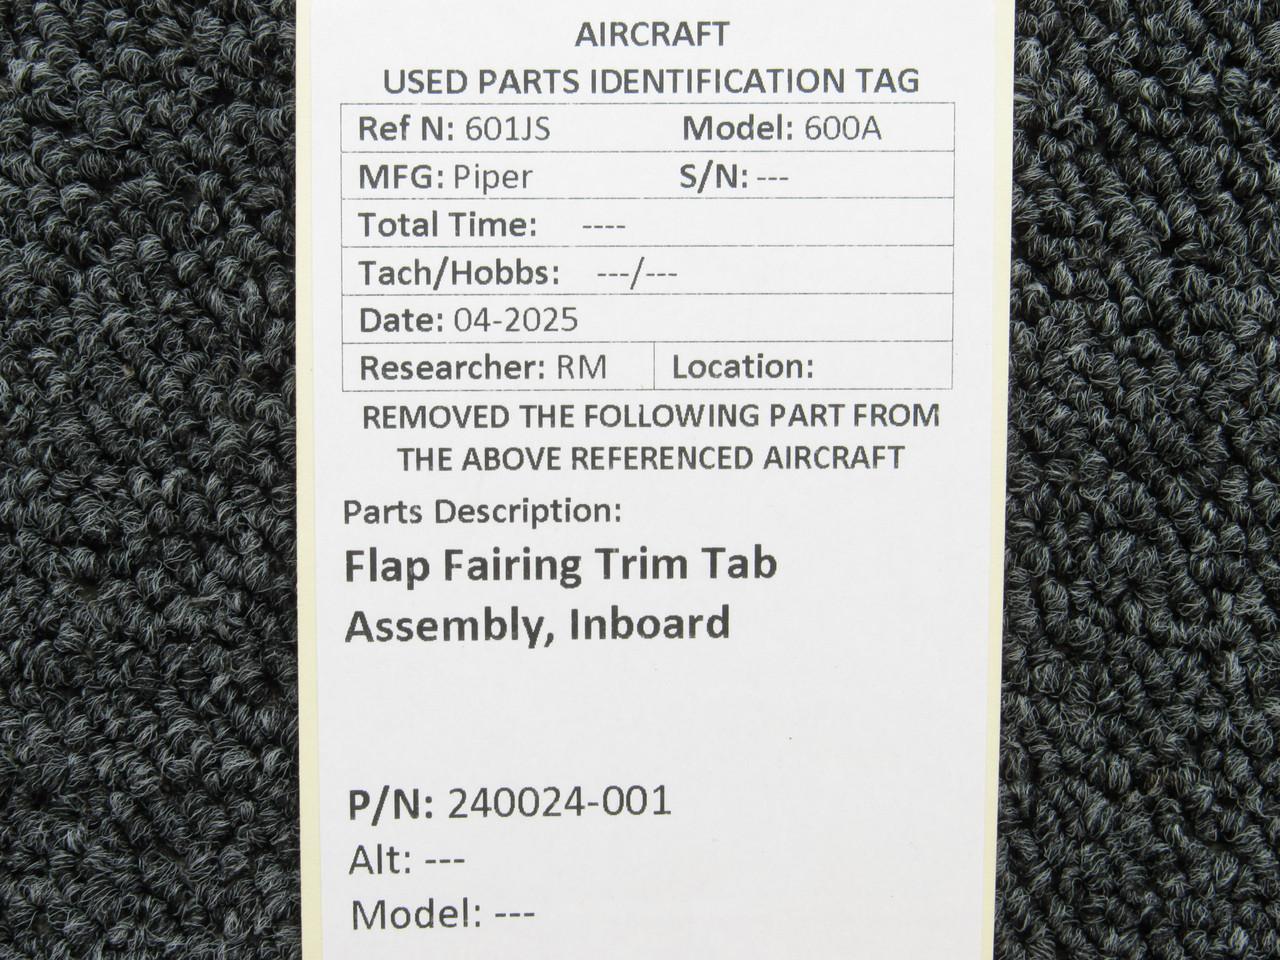 AIRCRAFT
USED PARTS IDENTIFICATION TAG
Ref N: 601JS Model: 600A
MFG: Piper S/N: ---
Total Time: ----
Tach/Hobbs: ---/---
Date: 04-2025
Researcher: RM Location:
REMOVED THE FOLLOWING PART FROM
THE ABOVE REFERENCED AIRCRAFT
Parts Description:
Flap Fairing Trim Tab
Assembly, Inboard
P/N: 240024-001
Alt: ---
Model: ---